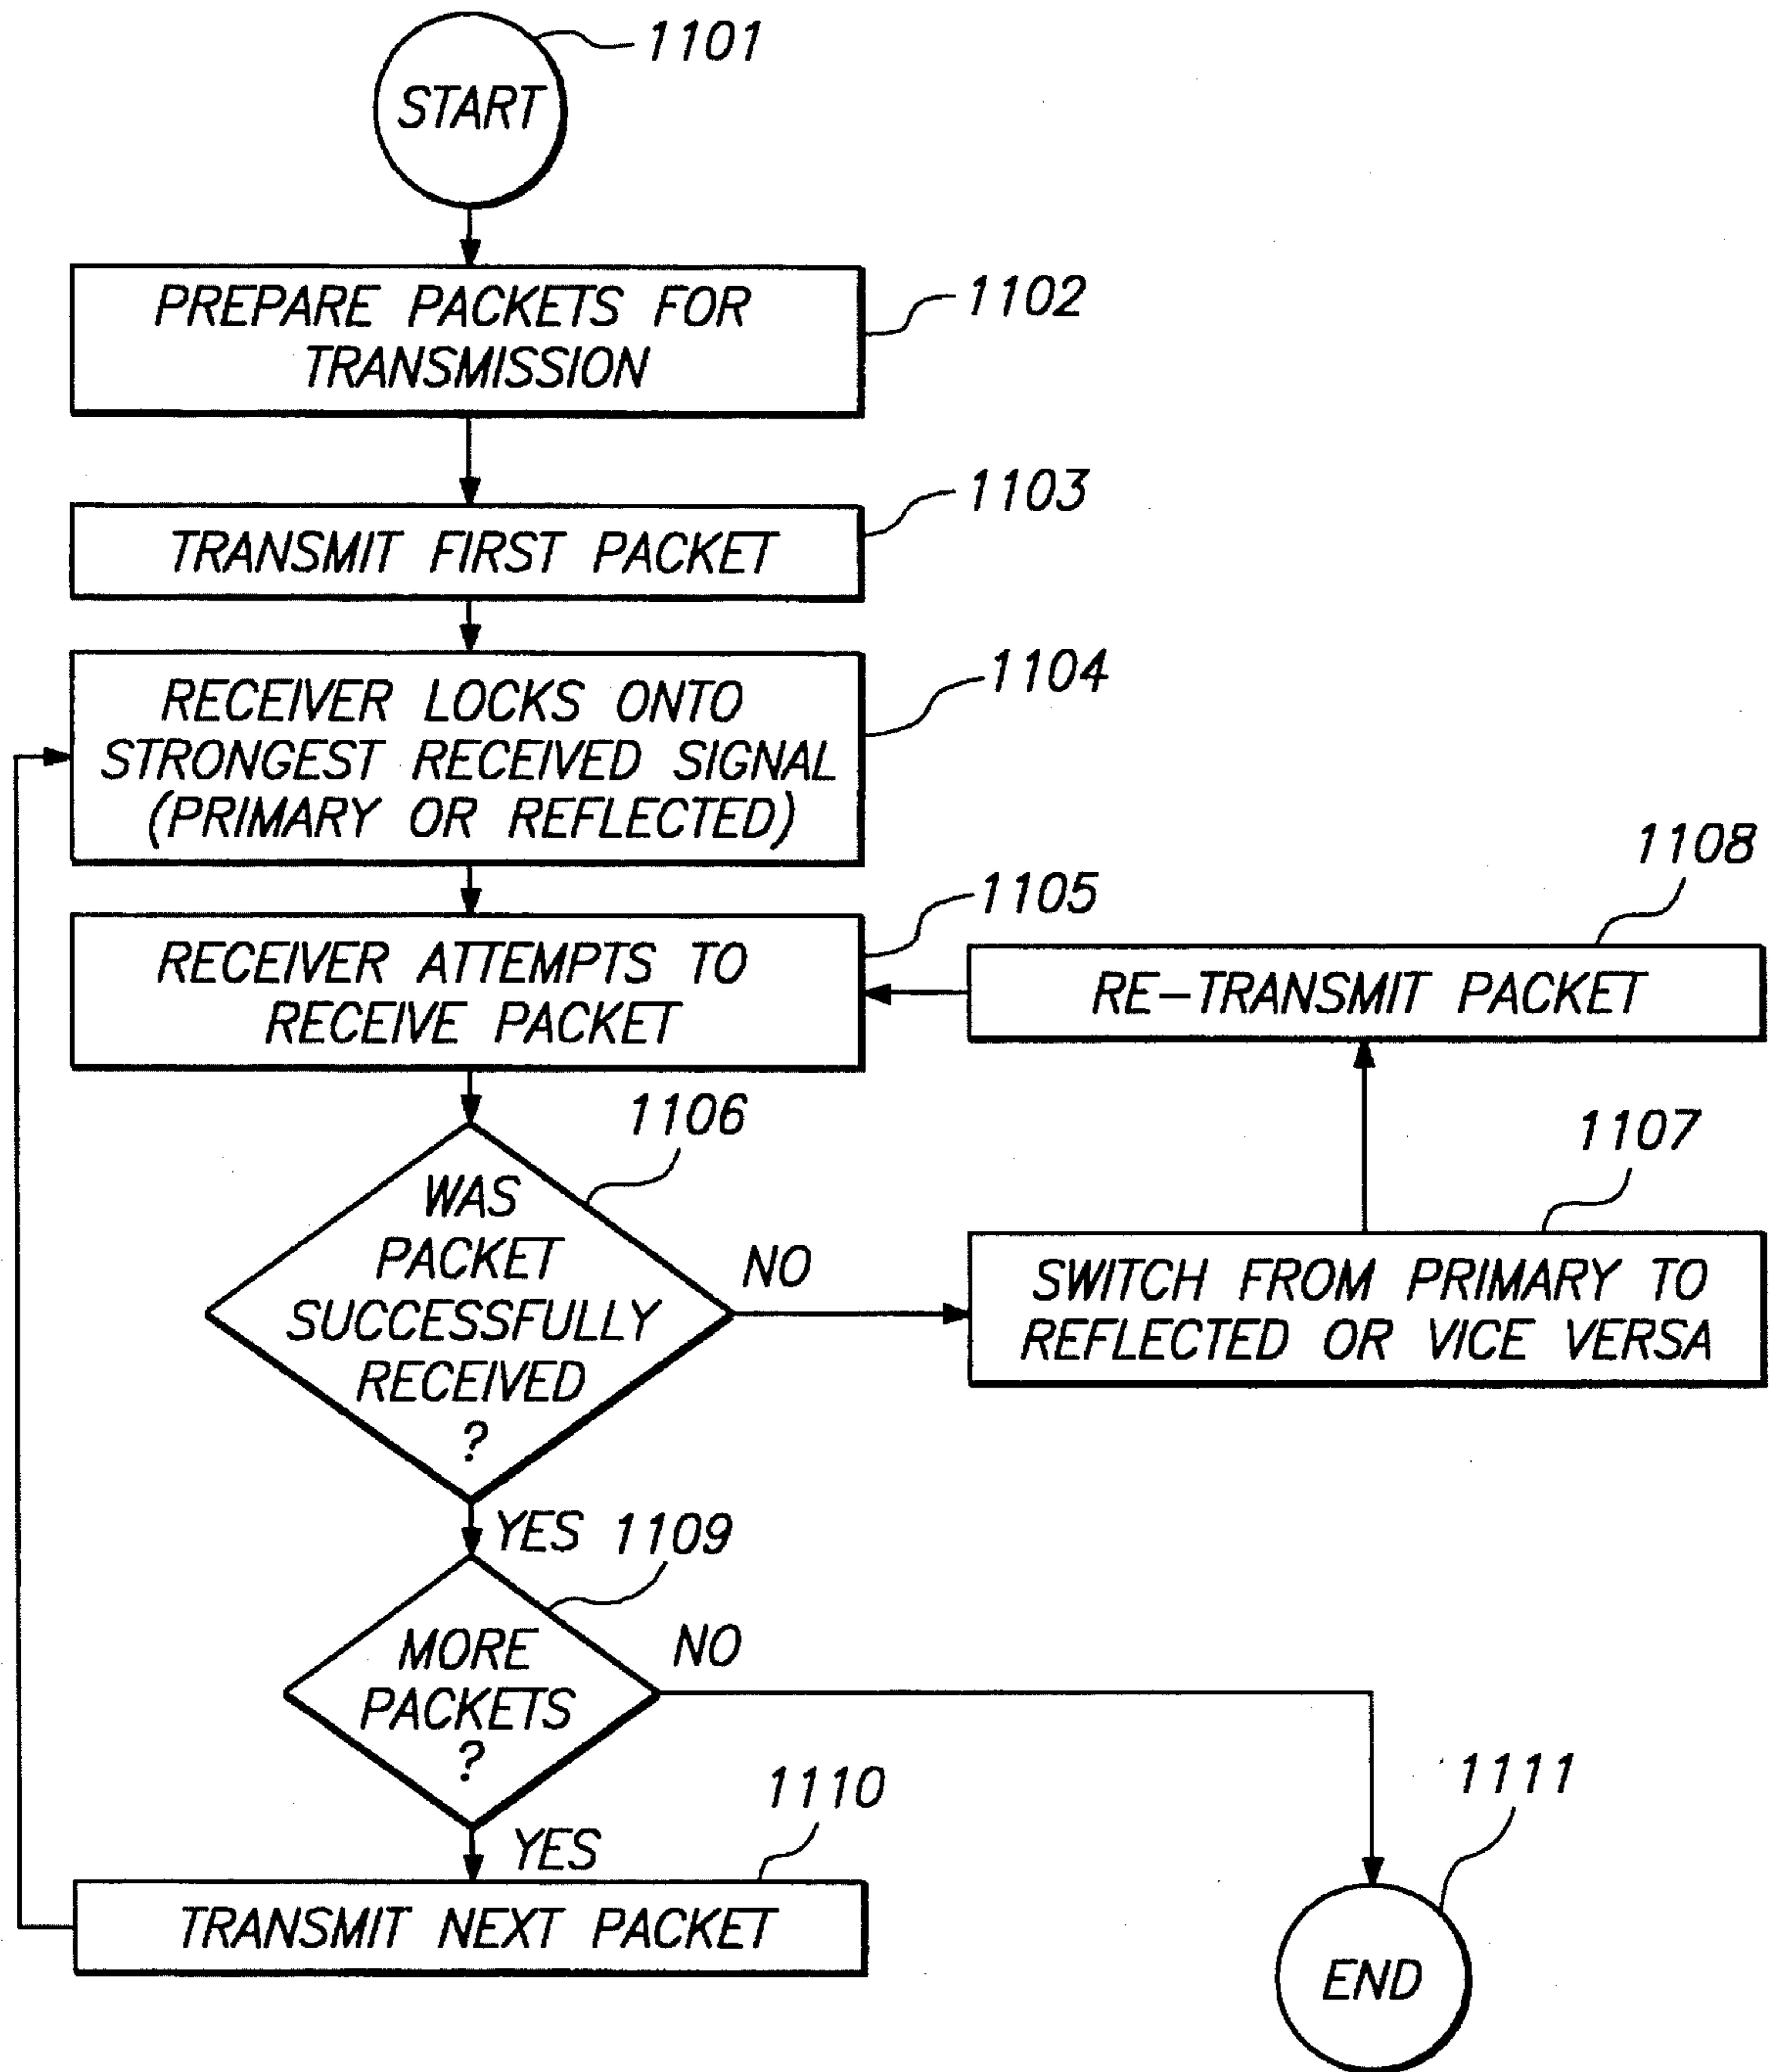 1101
START
1102
PREPARE PACKETS FOR
TRANSMISSION
1103
TRANSMIT FIRST PACKET
1104
RECEIVER LOCKS ONTO
STRONGEST RECEIVED SIGNAL
(PRIMARY OR REFLECTED)
1105
RECEIVER ATTEMPTS TO
RECEIVE PACKET
1108
RE-TRANSMIT PACKET
1106
WAS
PACKET
SUCCESSFULLY
RECEIVED
?
NO
1107
SWITCH FROM PRIMARY TO
REFLECTED OR VICE VERSA
YES
1109
MORE
PACKETS
?
NO
YES
1110
TRANSMIT NEXT PACKET
1111
END